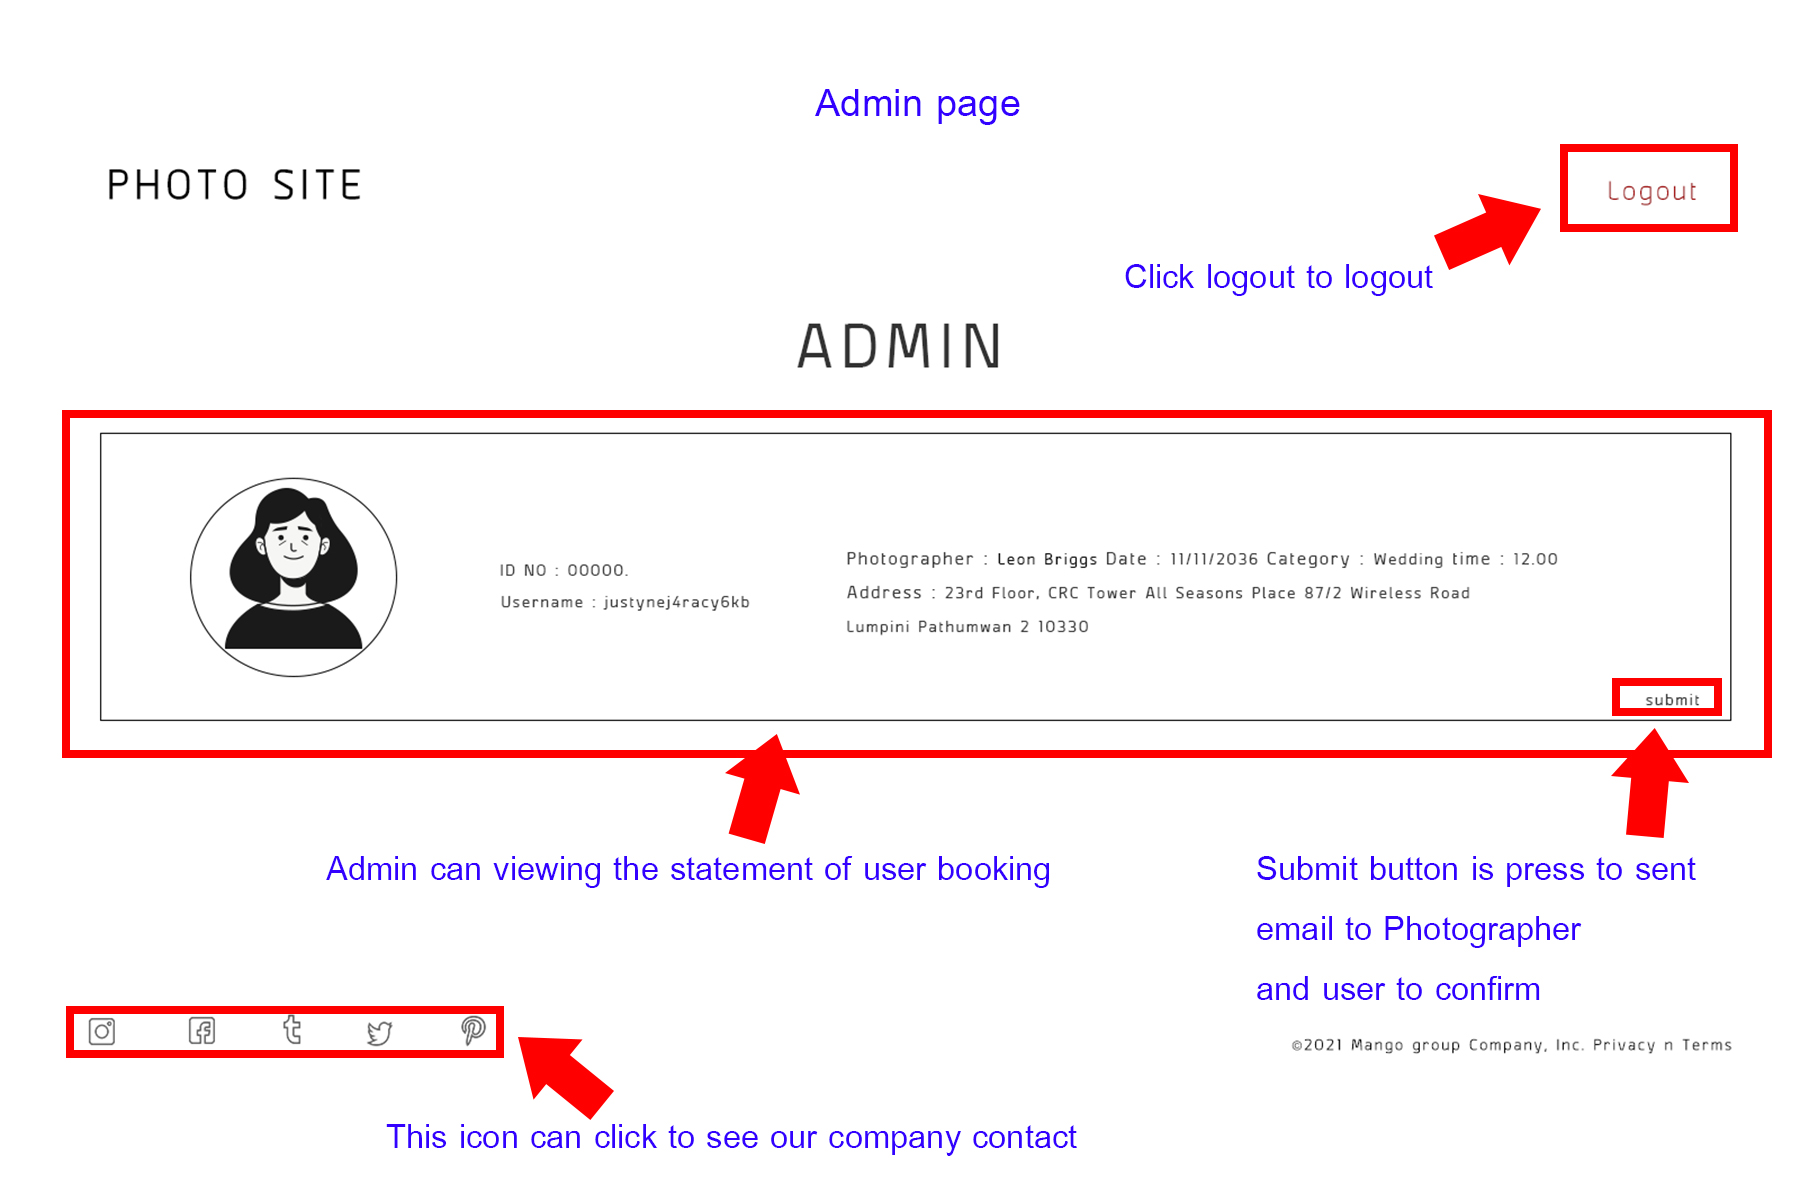 Admin page
PHOTO SITE
Logout
Click logout to logout
ADMIN
ID NO : 00000.
Username : justynej4racy6kb
Photographer : Leon Briggs Date : 11/11/2036 Category : Wedding time : 12.00
Address : 23rd Floor, CRC Tower All Seasons Place 87/2 Wireless Road
Lumpini Pathumwan 2 10330
submit
Admin can viewing the statement of user booking
Submit button is press to sent
email to Photographer
and user to confirm
©2021 Mango group Company, Inc. Privacy n Terms
This icon can click to see our company contact